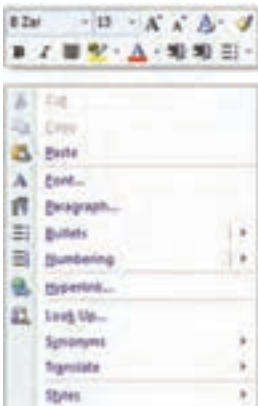 B Zar 13
Cut
Copy
Paste
Font...
Paragraph...
Bullets
Numbering
Hyperlink...
Look Up...
Synonyms
Translate
Styles